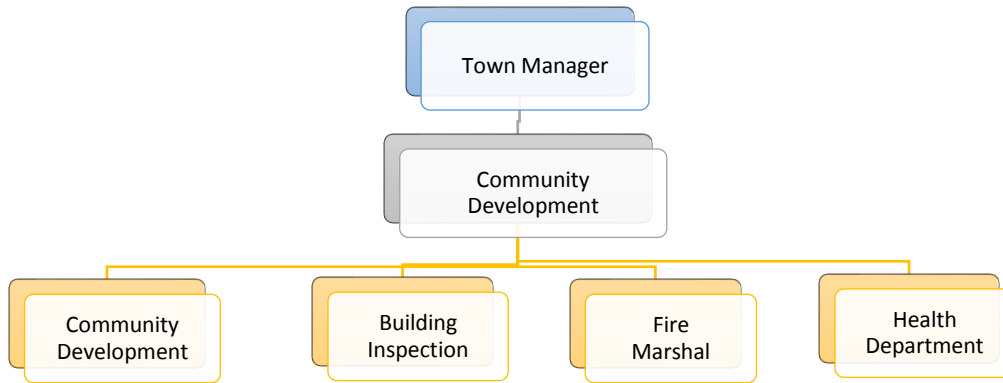 Town Manager
Community
Development
Community
Development
Building
Inspection
Fire
Marshal
Health
Department